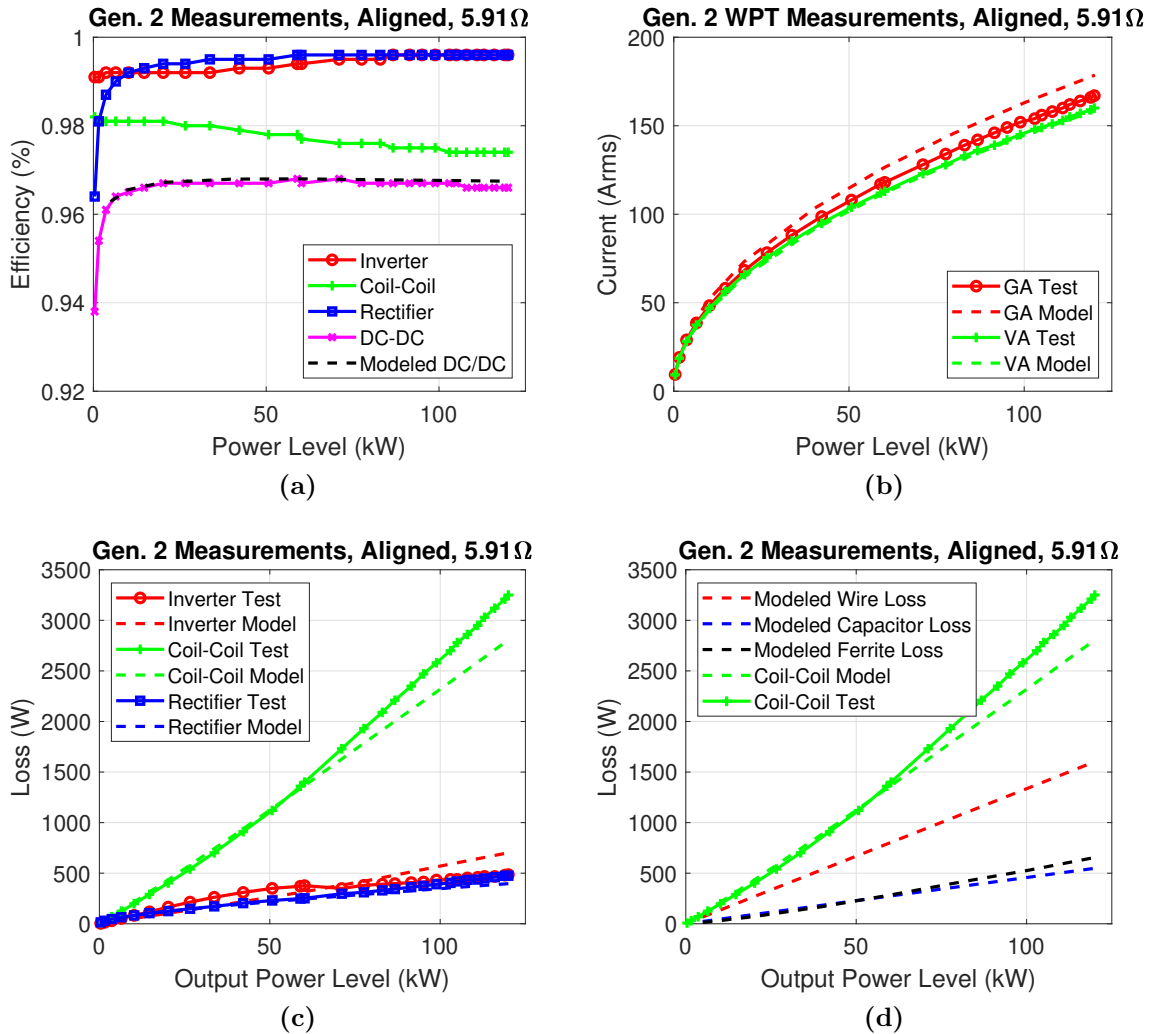 Gen. 2 Measurements, Aligned, 5.91Ω
1
0.98
0.96
0.94
0.92
Efficiency (%)
Inverter
Coil-Coil
Rectifier
DC-DC
Modeled DC/DC
0
50
100
Power Level (kW)
(a)
Gen. 2 WPT Measurements, Aligned, 5.91Ω
200
150
100
50
0
Current (Arms)
GA Test
GA Model
VA Test
VA Model
0
50
100
Power Level (kW)
(b)
Gen. 2 Measurements, Aligned, 5.91Ω
3500
3000
2500
2000
1500
1000
500
0
Loss (W)
Inverter Test
Inverter Model
Coil-Coil Test
Coil-Coil Model
Rectifier Test
Rectifier Model
0
50
100
Output Power Level (kW)
(c)
Gen. 2 Measurements, Aligned, 5.91Ω
3500
3000
2500
2000
1500
1000
500
0
Loss (W)
Modeled Wire Loss
Modeled Capacitor Loss
Modeled Ferrite Loss
Coil-Coil Model
Coil-Coil Test
0
50
100
Output Power Level (kW)
(d)